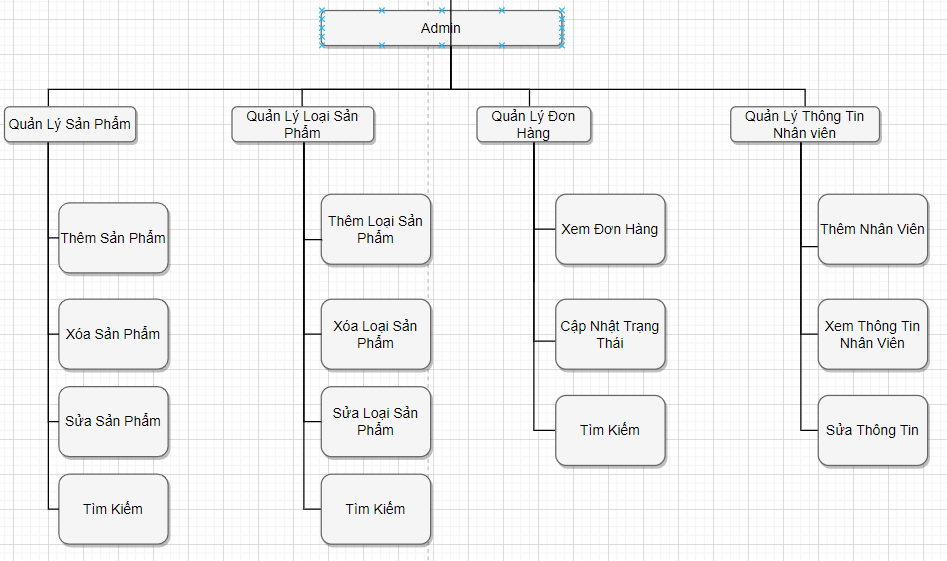 Admin
Quản Lý Sản Phẩm
Quản Lý Loại Sản
Phẩm
Quản Lý Đơn
Hàng
Quản Lý Thông Tin
Nhân viên
Thêm Sản Phẩm
Xóa Sản Phẩm
Sửa Sản Phẩm
Tìm Kiếm
Thêm Loại Sản
Phẩm
Xóa Loại Sản
Phẩm
Sửa Loại Sản
Phẩm
Tìm Kiếm
Xem Đơn Hàng
Cập Nhật Trạng
Thái
Tìm Kiếm
Thêm Nhân Viên
Xem Thông Tin
Nhân Viên
Sửa Thông Tin